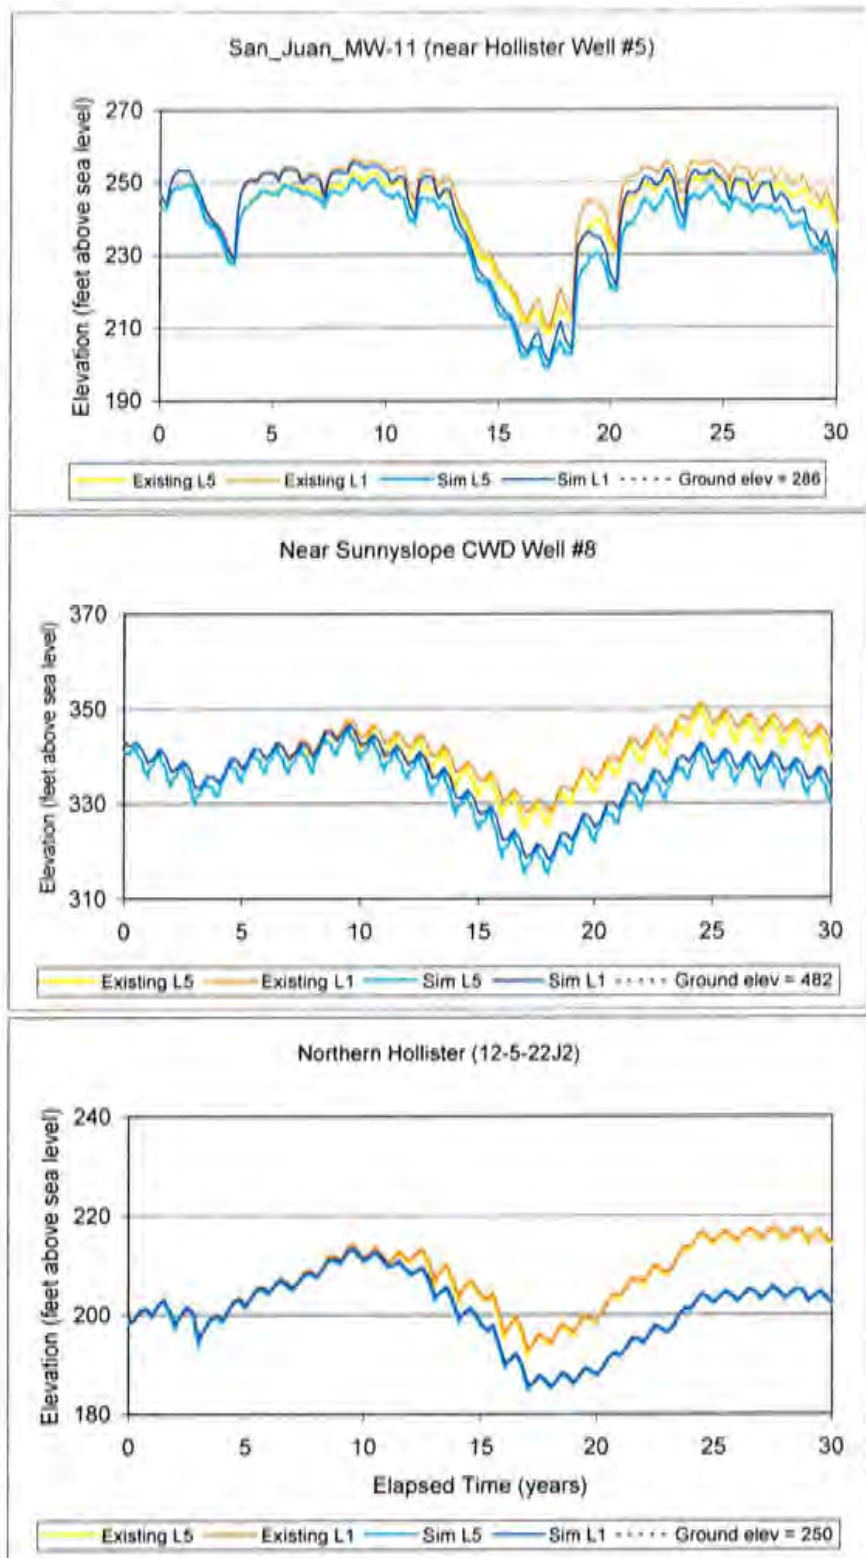 San_Juan_MW-11 (near Hollister Well #5)
Elevation (feet above sea level)
270
250
230
210
190
0 5 10 15 20 25 30
Existing L5 Existing L1 Sim L5 Sim L1 Ground elev = 286
Near Sunnyslope CWD Well #8
Elevation (feet above sea level)
370
350
330
310
0 5 10 15 20 25 30
Existing L5 Existing L1 Sim L5 Sim L1 Ground elev = 482
Northern Hollister (12-5-22J2)
Elevation (feet above sea level)
240
220
200
180
0 5 10 15 20 25 30
Elapsed Time (years)
Existing L5 Existing L1 Sim L5 Sim L1 Ground elev = 250